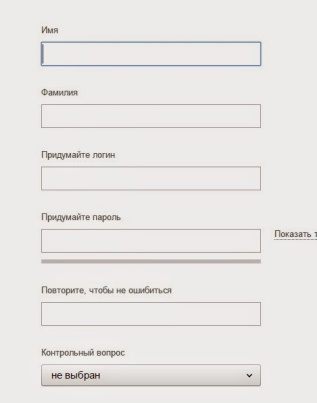 Имя
Фамилия
Придумайте логин
Придумайте пароль
Показать
Повторите, чтобы не ошибиться
Контрольный вопрос
не выбран